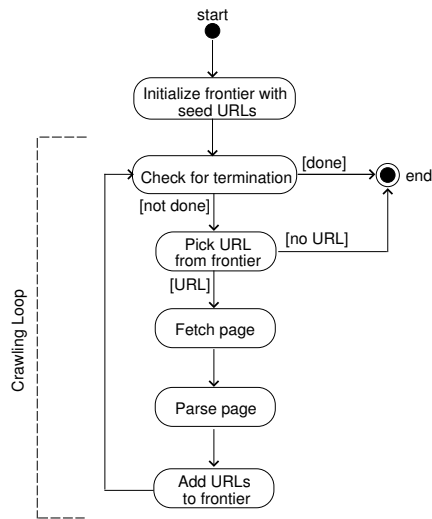 start
Initialize frontier with
seed URLs
Check for termination
[done]
end
[not done]
Pick URL
from frontier
[no URL]
[URL]
Fetch page
Parse page
Add URLs
to frontier
Crawling Loop